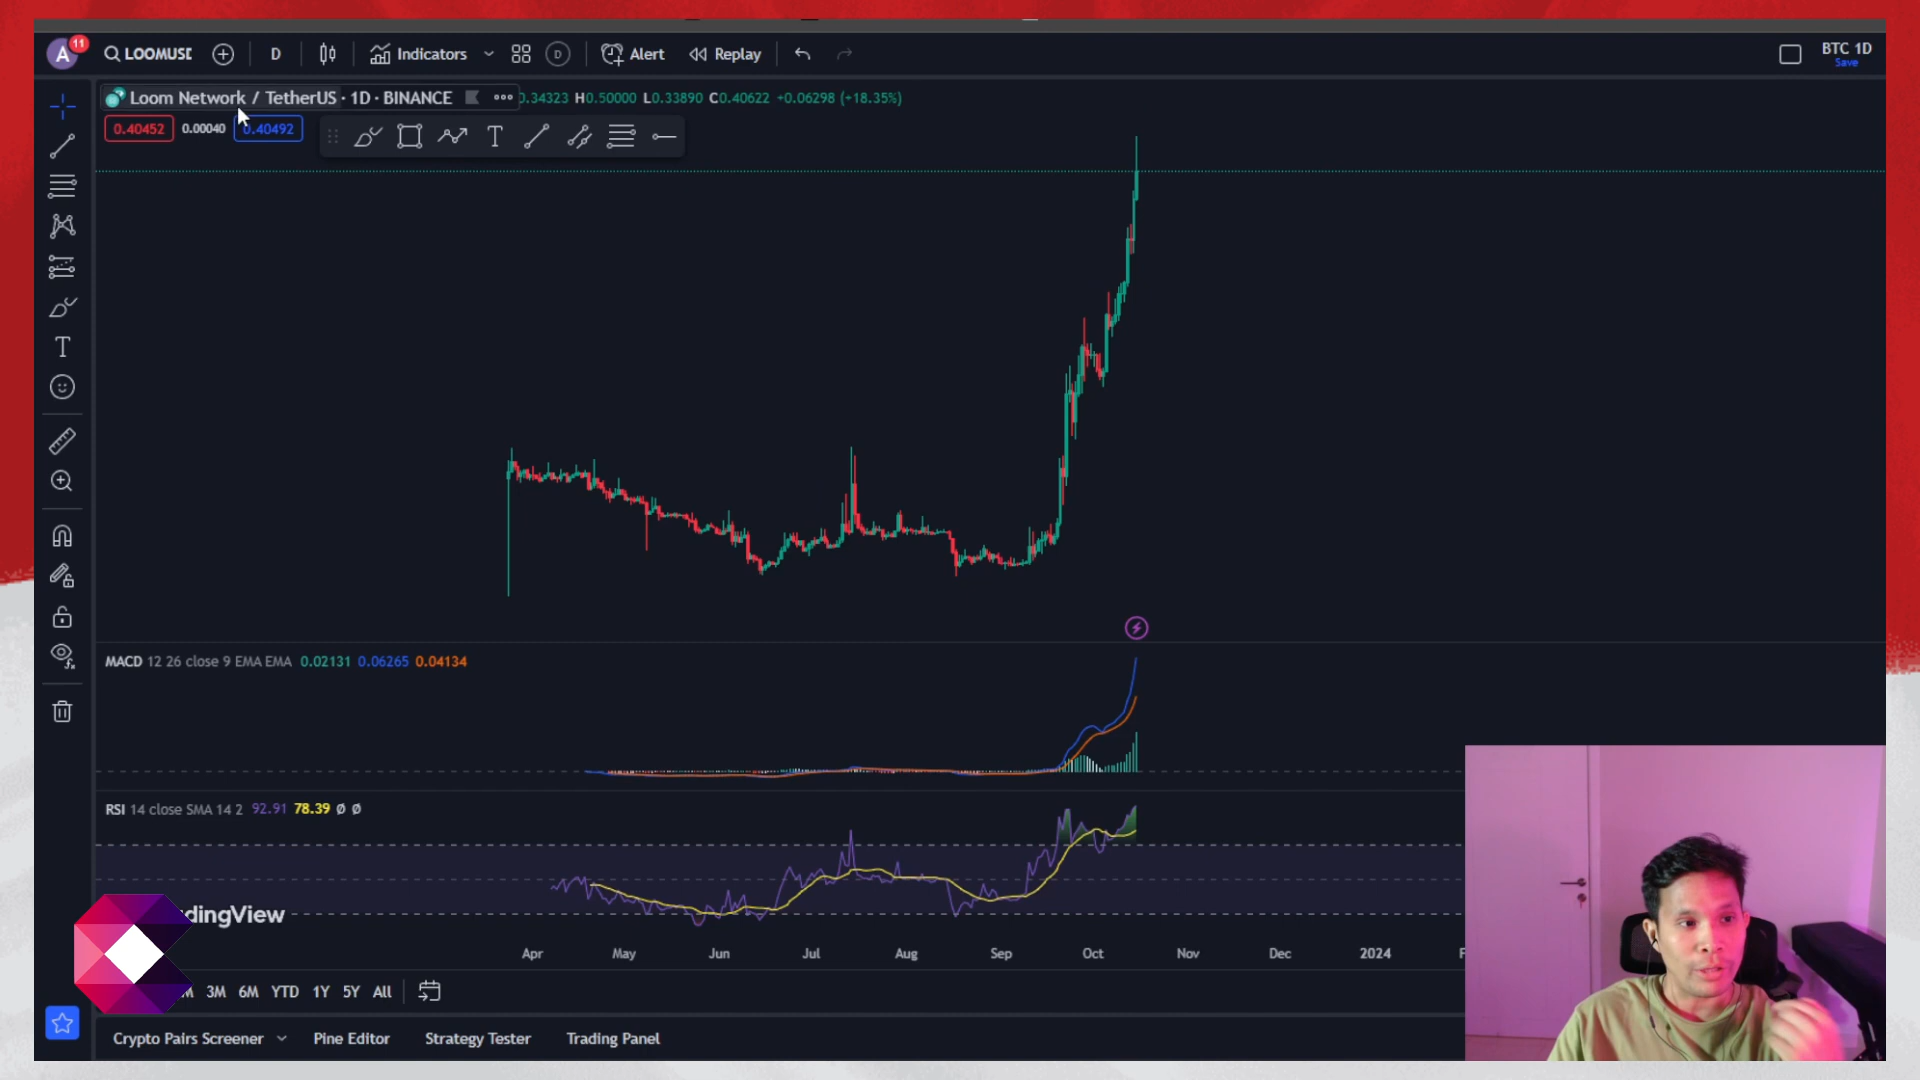 A 11 LOOMUSD D Indicators D Alert Replay BTC 1D
Save
Loom Network / TetherUS · 1D · BINANCE 0.34323 H0.50000 L0.33890 C0.40622 +0.06298 (+18.35%)
0.40452 0.00040 0.40492
MACD 12 26 close 9 EMA EMA 0.02131 0.06265 0.04134
RSI 14 close SMA 14 2 92.91 78.39 Ø Ø
dingView
Apr May Jun Jul Aug Sep Oct Nov Dec 2024 F
M 3M 6M YTD 1Y 5Y All
Crypto Pairs Screener Pine Editor Strategy Tester Trading Panel